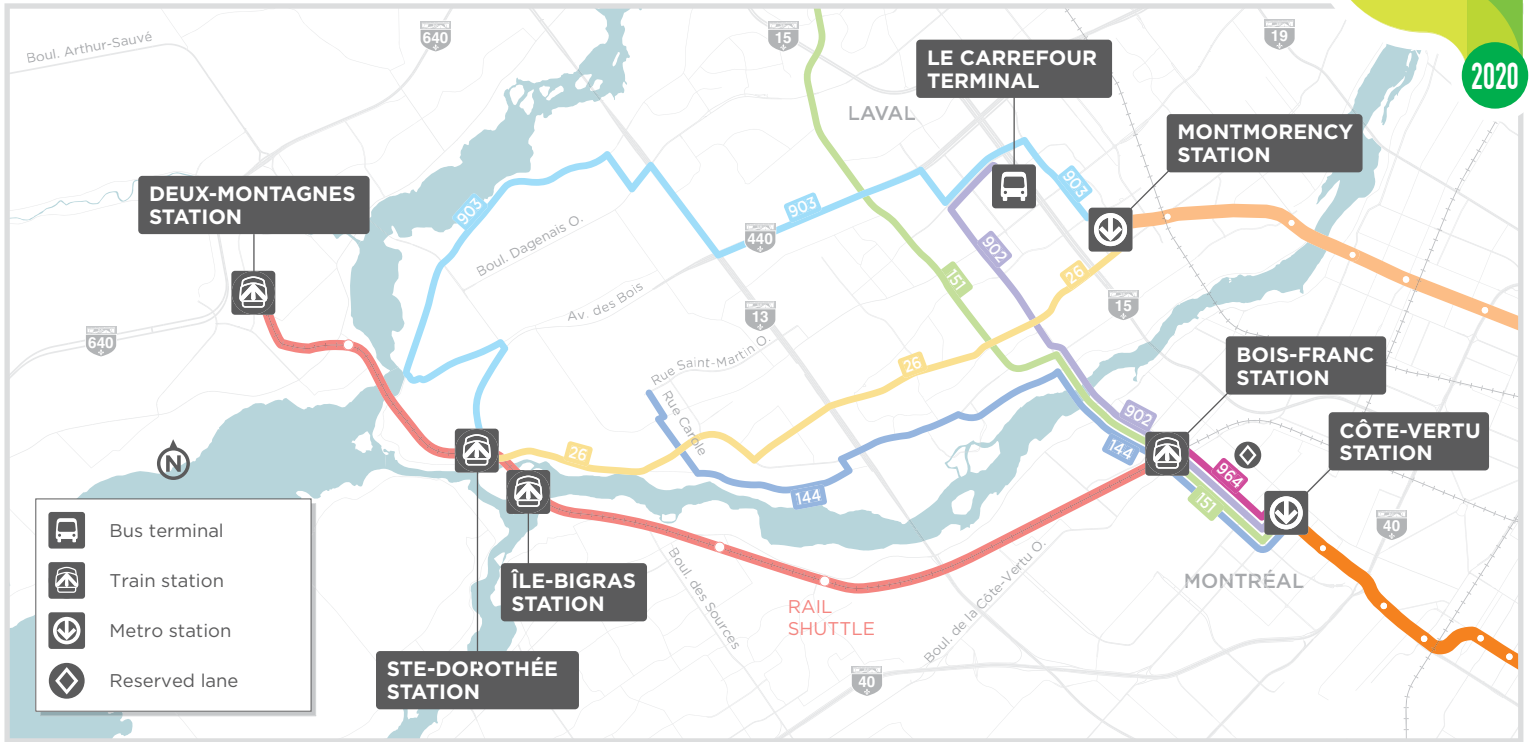 Boul. Arthur-Sauvé
640
15
19
2020
LE CARREFOUR
TERMINAL
LAVAL
MONTMORENCY
STATION
DEUX-MONTAGNES
STATION
903
903
903
Boul. Dagenais O.
440
902
151
26
Av. des Bois
13
15
640
Rue Saint-Martin O.
26
BOIS-FRANC
STATION
Rue Carole
902
144
CÔTE-VERTU
STATION
N
26
964
144
151
40
Bus terminal
Train station
Metro station
Reserved lane
ÎLE-BIGRAS
STATION
Boul. des Sources
RAIL
SHUTTLE
Boul. de la Côte-Vertu O.
MONTRÉAL
STE-DOROTHÉE
STATION
40